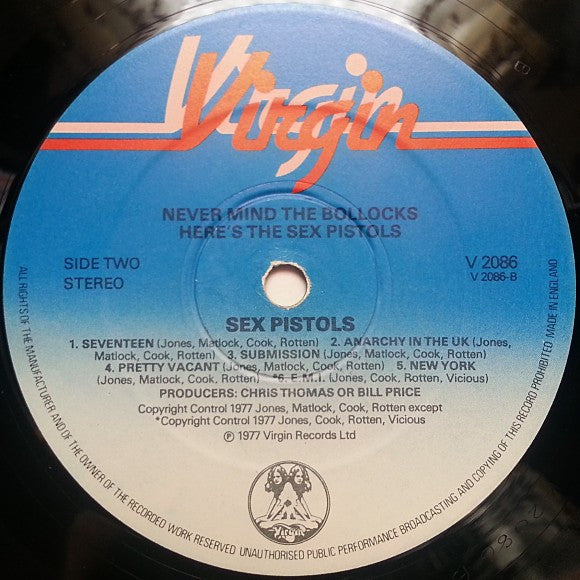 Virgin
NEVER MIND THE BOLLOCKS
HERE'S THE SEX PISTOLS
SIDE TWO
STEREO
V 2086
V 2086-B
SEX PISTOLS
1. SEVENTEEN (Jones, Matlock, Cook, Rotten) 2. ANARCHY IN THE UK (Jones,
Matlock, Cook, Rotten) 3. SUBMISSION (Jones, Matlock, Cook, Rotten)
4. PRETTY VACANT (Jones, Matlock, Cook, Rotten) 5. NEW YORK
(Jones, Matlock, Cook, Rotten) *6. E.M.I. (Jones, Cook, Rotten, Vicious)
PRODUCERS: CHRIS THOMAS OR BILL PRICE
Copyright Control 1977 Jones, Matlock, Cook, Rotten except
*Copyright Control 1977 Jones, Cook, Rotten, Vicious
℗ 1977 Virgin Records Ltd
VIRGIN
ALL RIGHTS OF THE MANUFACTURER AND OF THE OWNER OF THE RECORDED WORK RESERVED UNAUTHORISED PUBLIC PERFORMANCE BROADCASTING AND COPYING OF THIS RECORD PROHIBITED MADE IN ENGLAND